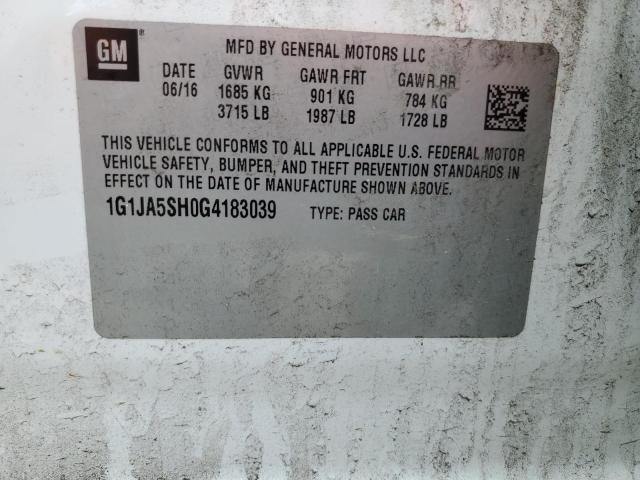 GM ®
MFD BY GENERAL MOTORS LLC
DATE GVWR GAWR FRT GAWR RR
06/16 1685 KG 901 KG 784 KG
3715 LB 1987 LB 1728 LB
THIS VEHICLE CONFORMS TO ALL APPLICABLE U.S. FEDERAL MOTOR
VEHICLE SAFETY, BUMPER, AND THEFT PREVENTION STANDARDS IN
EFFECT ON THE DATE OF MANUFACTURE SHOWN ABOVE.
1G1JA5SH0G4183039 TYPE: PASS CAR